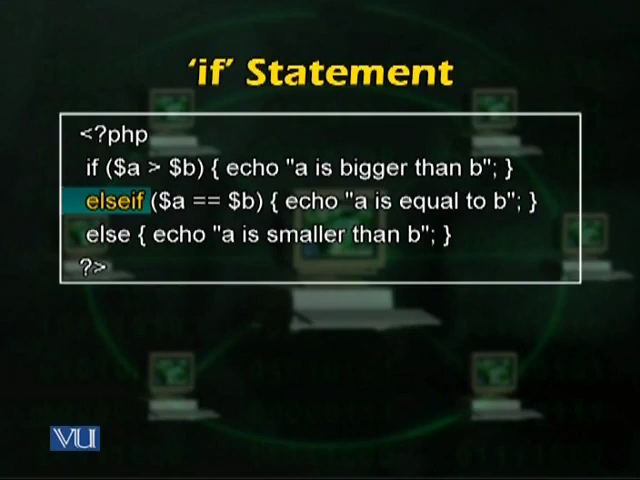 ‘if’ Statement
<?php
if ($a > $b) { echo "a is bigger than b"; }
elseif ($a == $b) { echo "a is equal to b"; }
else { echo "a is smaller than b"; }
?>
VU